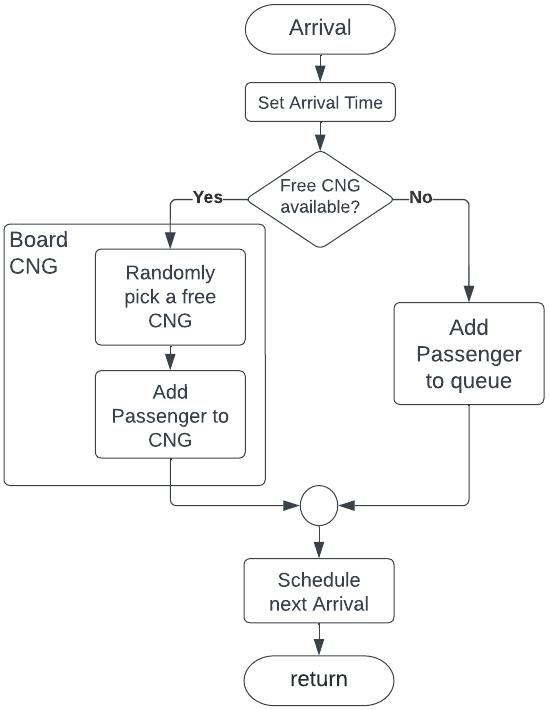 Arrival
Set Arrival Time
Free CNG
available?
Yes
No
Board
CNG
Randomly
pick a free
CNG
Add
Passenger to
CNG
Add
Passenger
to queue
Schedule
next Arrival
return